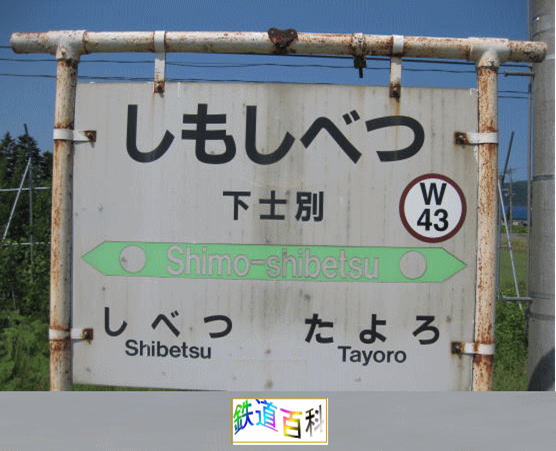 しもしべつ
下士別
W
43
Shimo-shibetsu
しべつ たよろ
Shibetsu Tayoro
鉄道百科